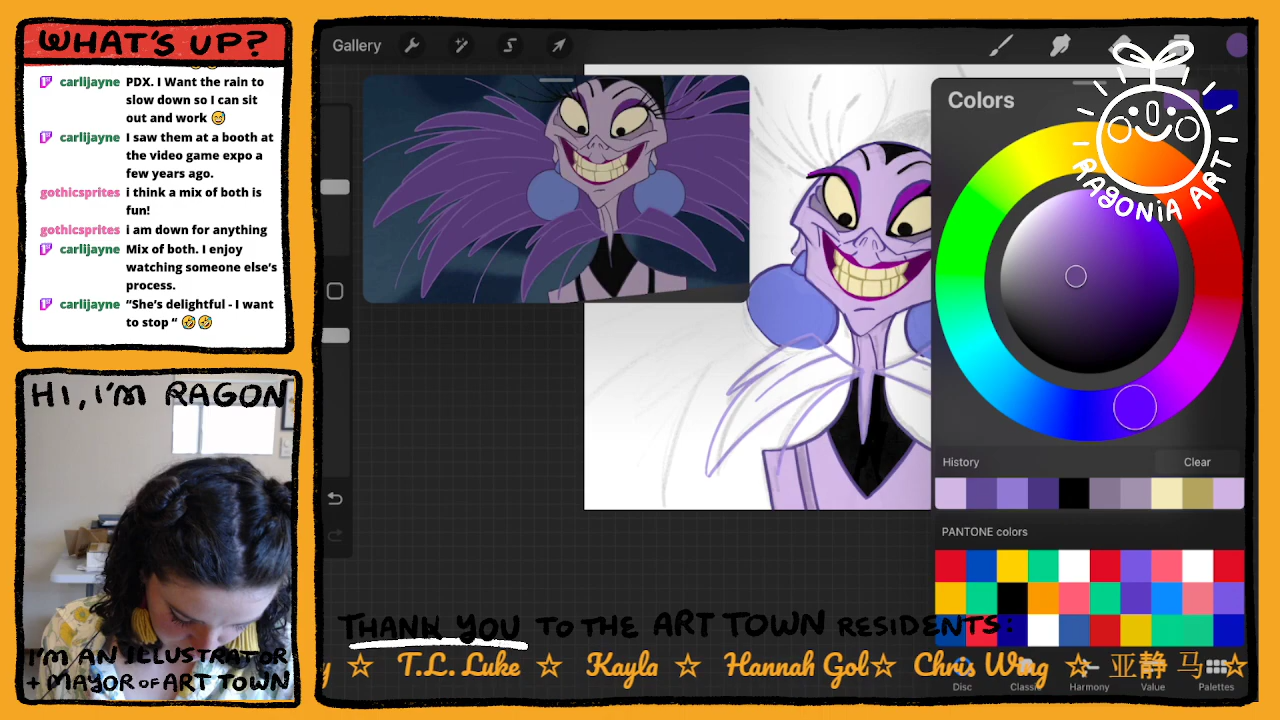 WHAT'S UP?
carlijayne PDX. I Want the rain to
slow down so I can sit
out and work 😅
carlijayne I saw them at a booth at
the video game expo a
few years ago.
gothicsprites i think a mix of both is
fun!
gothicsprites i am down for anything
carlijayne Mix of both. I enjoy
watching someone else's
process.
carlijayne "She's delightful - I want
to stop " 🤣🤣
HI, I'M RAGON
I'M AN ILLUSTRATOR
+ MAYOR OF ART TOWN
Gallery
Colors
RAGONIA ART
History
Clear
PANTONE colors
THANK YOU TO THE ART TOWN RESIDENTS:
y ☆ T.L. Luke ☆ Kayla ☆ Hannah Gol☆ Chris Wing ☆ 亚静 马 ☆
Disc
Classic
Harmony
Value
Palettes